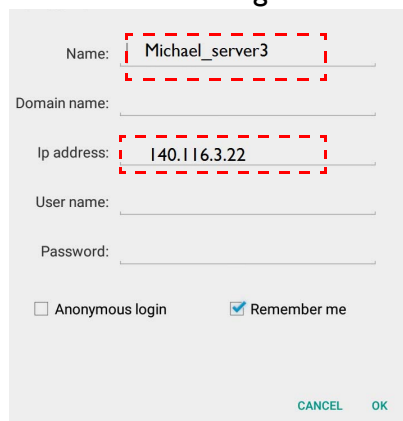 Name: Michael_server3
Domain name:
Ip address: 140.116.3.22
User name:
Password:
Anonymous login Remember me
CANCEL OK